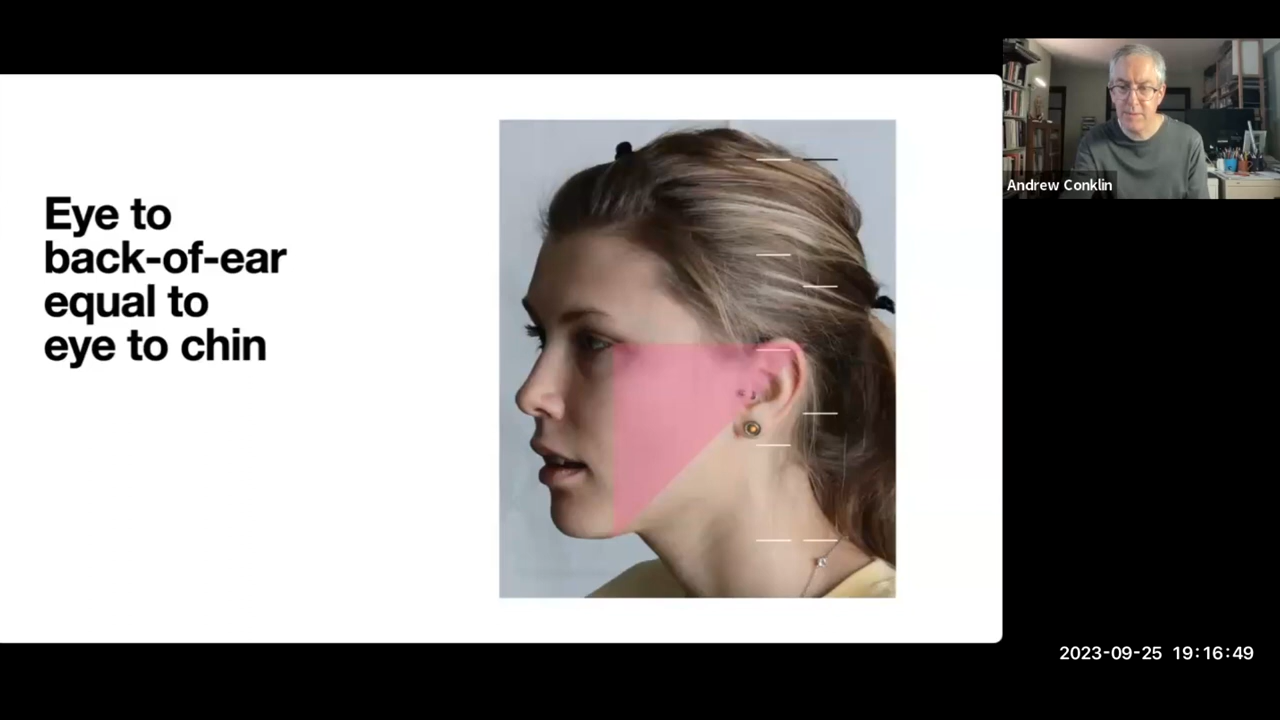 Eye to
back-of-ear
equal to
eye to chin
Andrew Conklin
2023-09-25 19:16:49